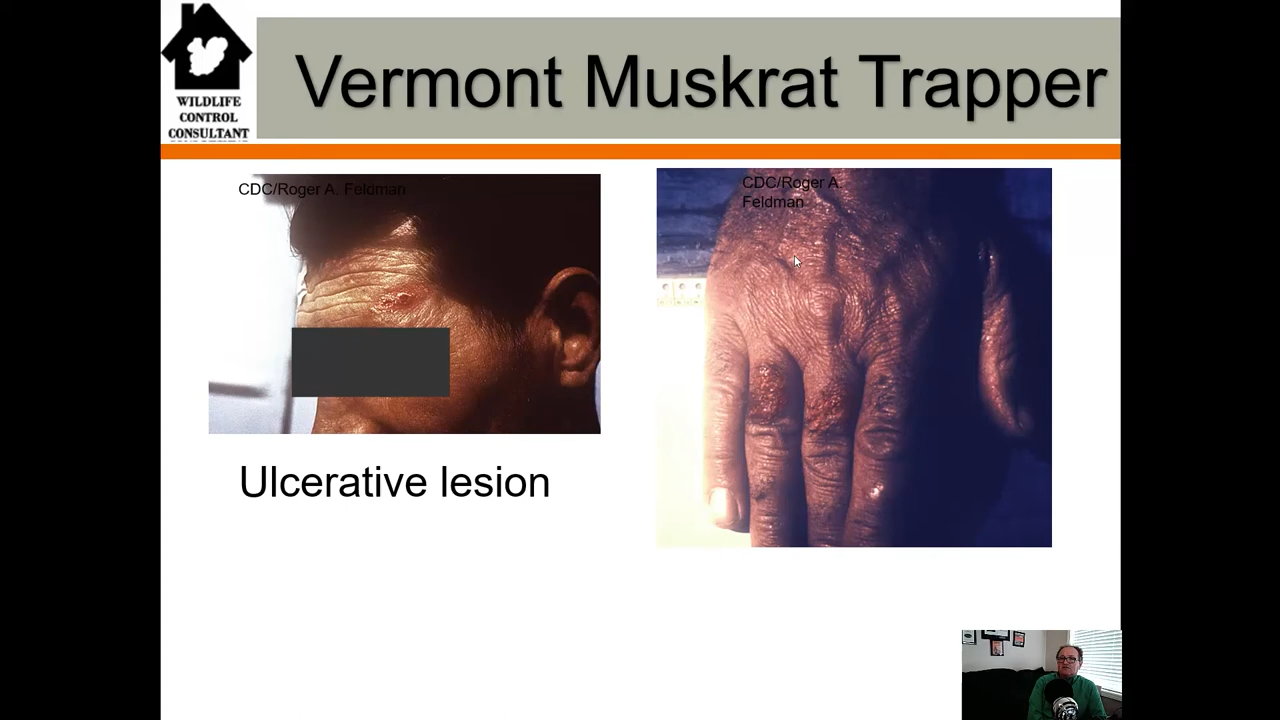 WILDLIFE
CONTROL
CONSULTANT
Vermont Muskrat Trapper
CDC/Roger A. Feldman
CDC/Roger A.
Feldman
Ulcerative lesion